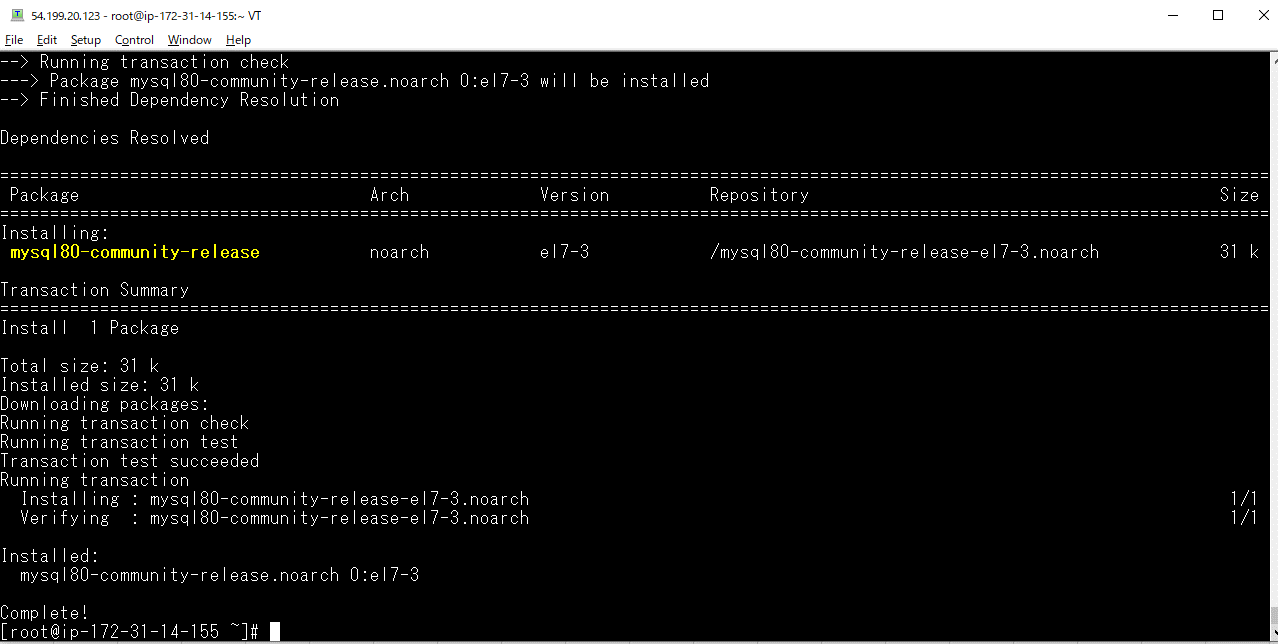 54.199.20.123 - root@ip-172-31-14-155:~ VT
File Edit Setup Control Window Help
--> Running transaction check
---> Package mysql80-community-release.noarch 0:el7-3 will be installed
--> Finished Dependency Resolution
Dependencies Resolved
================================================================================
Package Arch Version Repository Size
================================================================================
Installing:
mysql80-community-release noarch el7-3 /mysql80-community-release-el7-3.noarch 31 k
Transaction Summary
================================================================================
Install 1 Package
Total size: 31 k
Installed size: 31 k
Downloading packages:
Running transaction check
Running transaction test
Transaction test succeeded
Running transaction
Installing : mysql80-community-release-el7-3.noarch 1/1
Verifying : mysql80-community-release-el7-3.noarch 1/1
Installed:
mysql80-community-release.noarch 0:el7-3
Complete!
[root@ip-172-31-14-155 ~]#